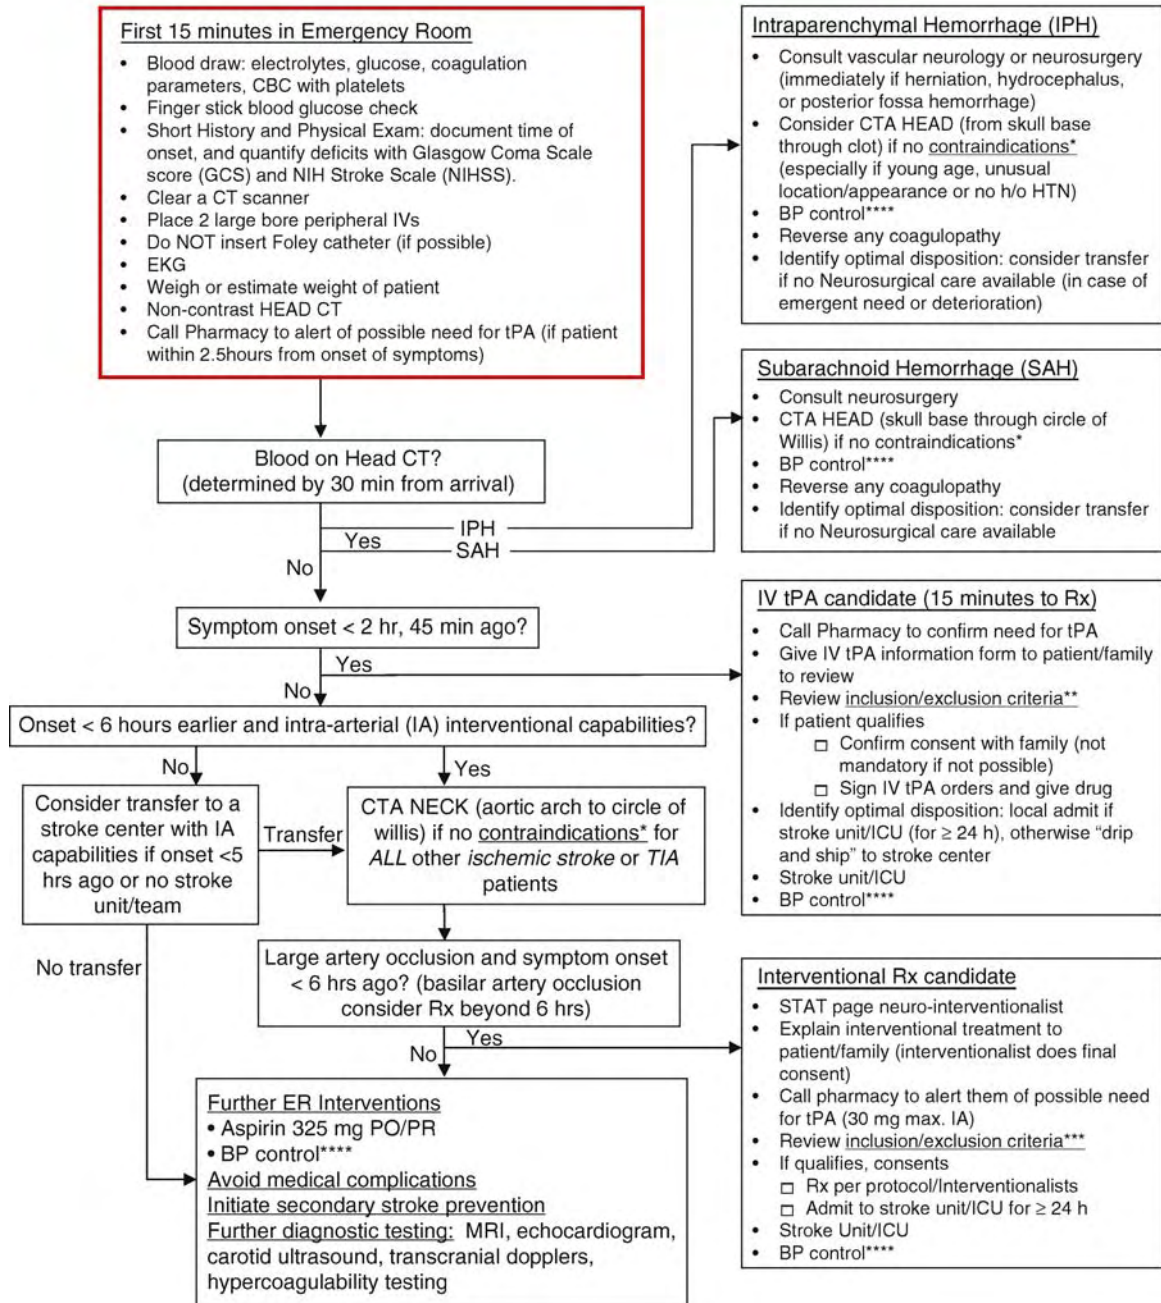 First 15 minutes in Emergency Room
• Blood draw: electrolytes, glucose, coagulation
parameters, CBC with platelets
• Finger stick blood glucose check
• Short History and Physical Exam: document time of
onset, and quantify deficits with Glasgow Coma Scale
score (GCS) and NIH Stroke Scale (NIHSS).
• Clear a CT scanner
• Place 2 large bore peripheral IVs
• Do NOT insert Foley catheter (if possible)
• EKG
• Weigh or estimate weight of patient
• Non-contrast HEAD CT
• Call Pharmacy to alert of possible need for tPA (if patient
within 2.5hours from onset of symptoms)
Intraparenchymal Hemorrhage (IPH)
• Consult vascular neurology or neurosurgery
(immediately if herniation, hydrocephalus,
or posterior fossa hemorrhage)
• Consider CTA HEAD (from skull base
through clot) if no contraindications*
(especially if young age, unusual
location/appearance or no h/o HTN)
• BP control****
• Reverse any coagulopathy
• Identify optimal disposition: consider transfer
if no Neurosurgical care available (in case of
emergent need or deterioration)
Blood on Head CT?
(determined by 30 min from arrival)
IPH
Yes
SAH
No
Subarachnoid Hemorrhage (SAH)
• Consult neurosurgery
• CTA HEAD (skull base through circle of
Willis) if no contraindications*
• BP control****
• Reverse any coagulopathy
• Identify optimal disposition: consider transfer
if no Neurosurgical care available
Symptom onset < 2 hr, 45 min ago?
Yes
No
IV tPA candidate (15 minutes to Rx)
• Call Pharmacy to confirm need for tPA
• Give IV tPA information form to patient/family
to review
• Review inclusion/exclusion criteria**
• If patient qualifies
□ Confirm consent with family (not
mandatory if not possible)
□ Sign IV tPA orders and give drug
• Identify optimal disposition: local admit if
stroke unit/ICU (for ≥ 24 h), otherwise “drip
and ship” to stroke center
• Stroke unit/ICU
• BP control****
Onset < 6 hours earlier and intra-arterial (IA) interventional capabilities?
No
Yes
Consider transfer to a
stroke center with IA
capabilities if onset <5
hrs ago or no stroke
unit/team
Transfer
CTA NECK (aortic arch to circle of
willis) if no contraindications* for
ALL other ischemic stroke or TIA
patients
No transfer
Large artery occlusion and symptom onset
< 6 hrs ago? (basilar artery occlusion
consider Rx beyond 6 hrs)
Yes
No
Interventional Rx candidate
• STAT page neuro-interventionalist
• Explain interventional treatment to
patient/family (interventionalist does final
consent)
• Call pharmacy to alert them of possible need
for tPA (30 mg max. IA)
• Review inclusion/exclusion criteria***
• If qualifies, consents
□ Rx per protocol/Interventionalists
□ Admit to stroke unit/ICU for ≥ 24 h
• Stroke Unit/ICU
• BP control****
Further ER Interventions
• Aspirin 325 mg PO/PR
• BP control****
Avoid medical complications
Initiate secondary stroke prevention
Further diagnostic testing: MRI, echocardiogram,
carotid ultrasound, transcranial dopplers,
hypercoagulability testing